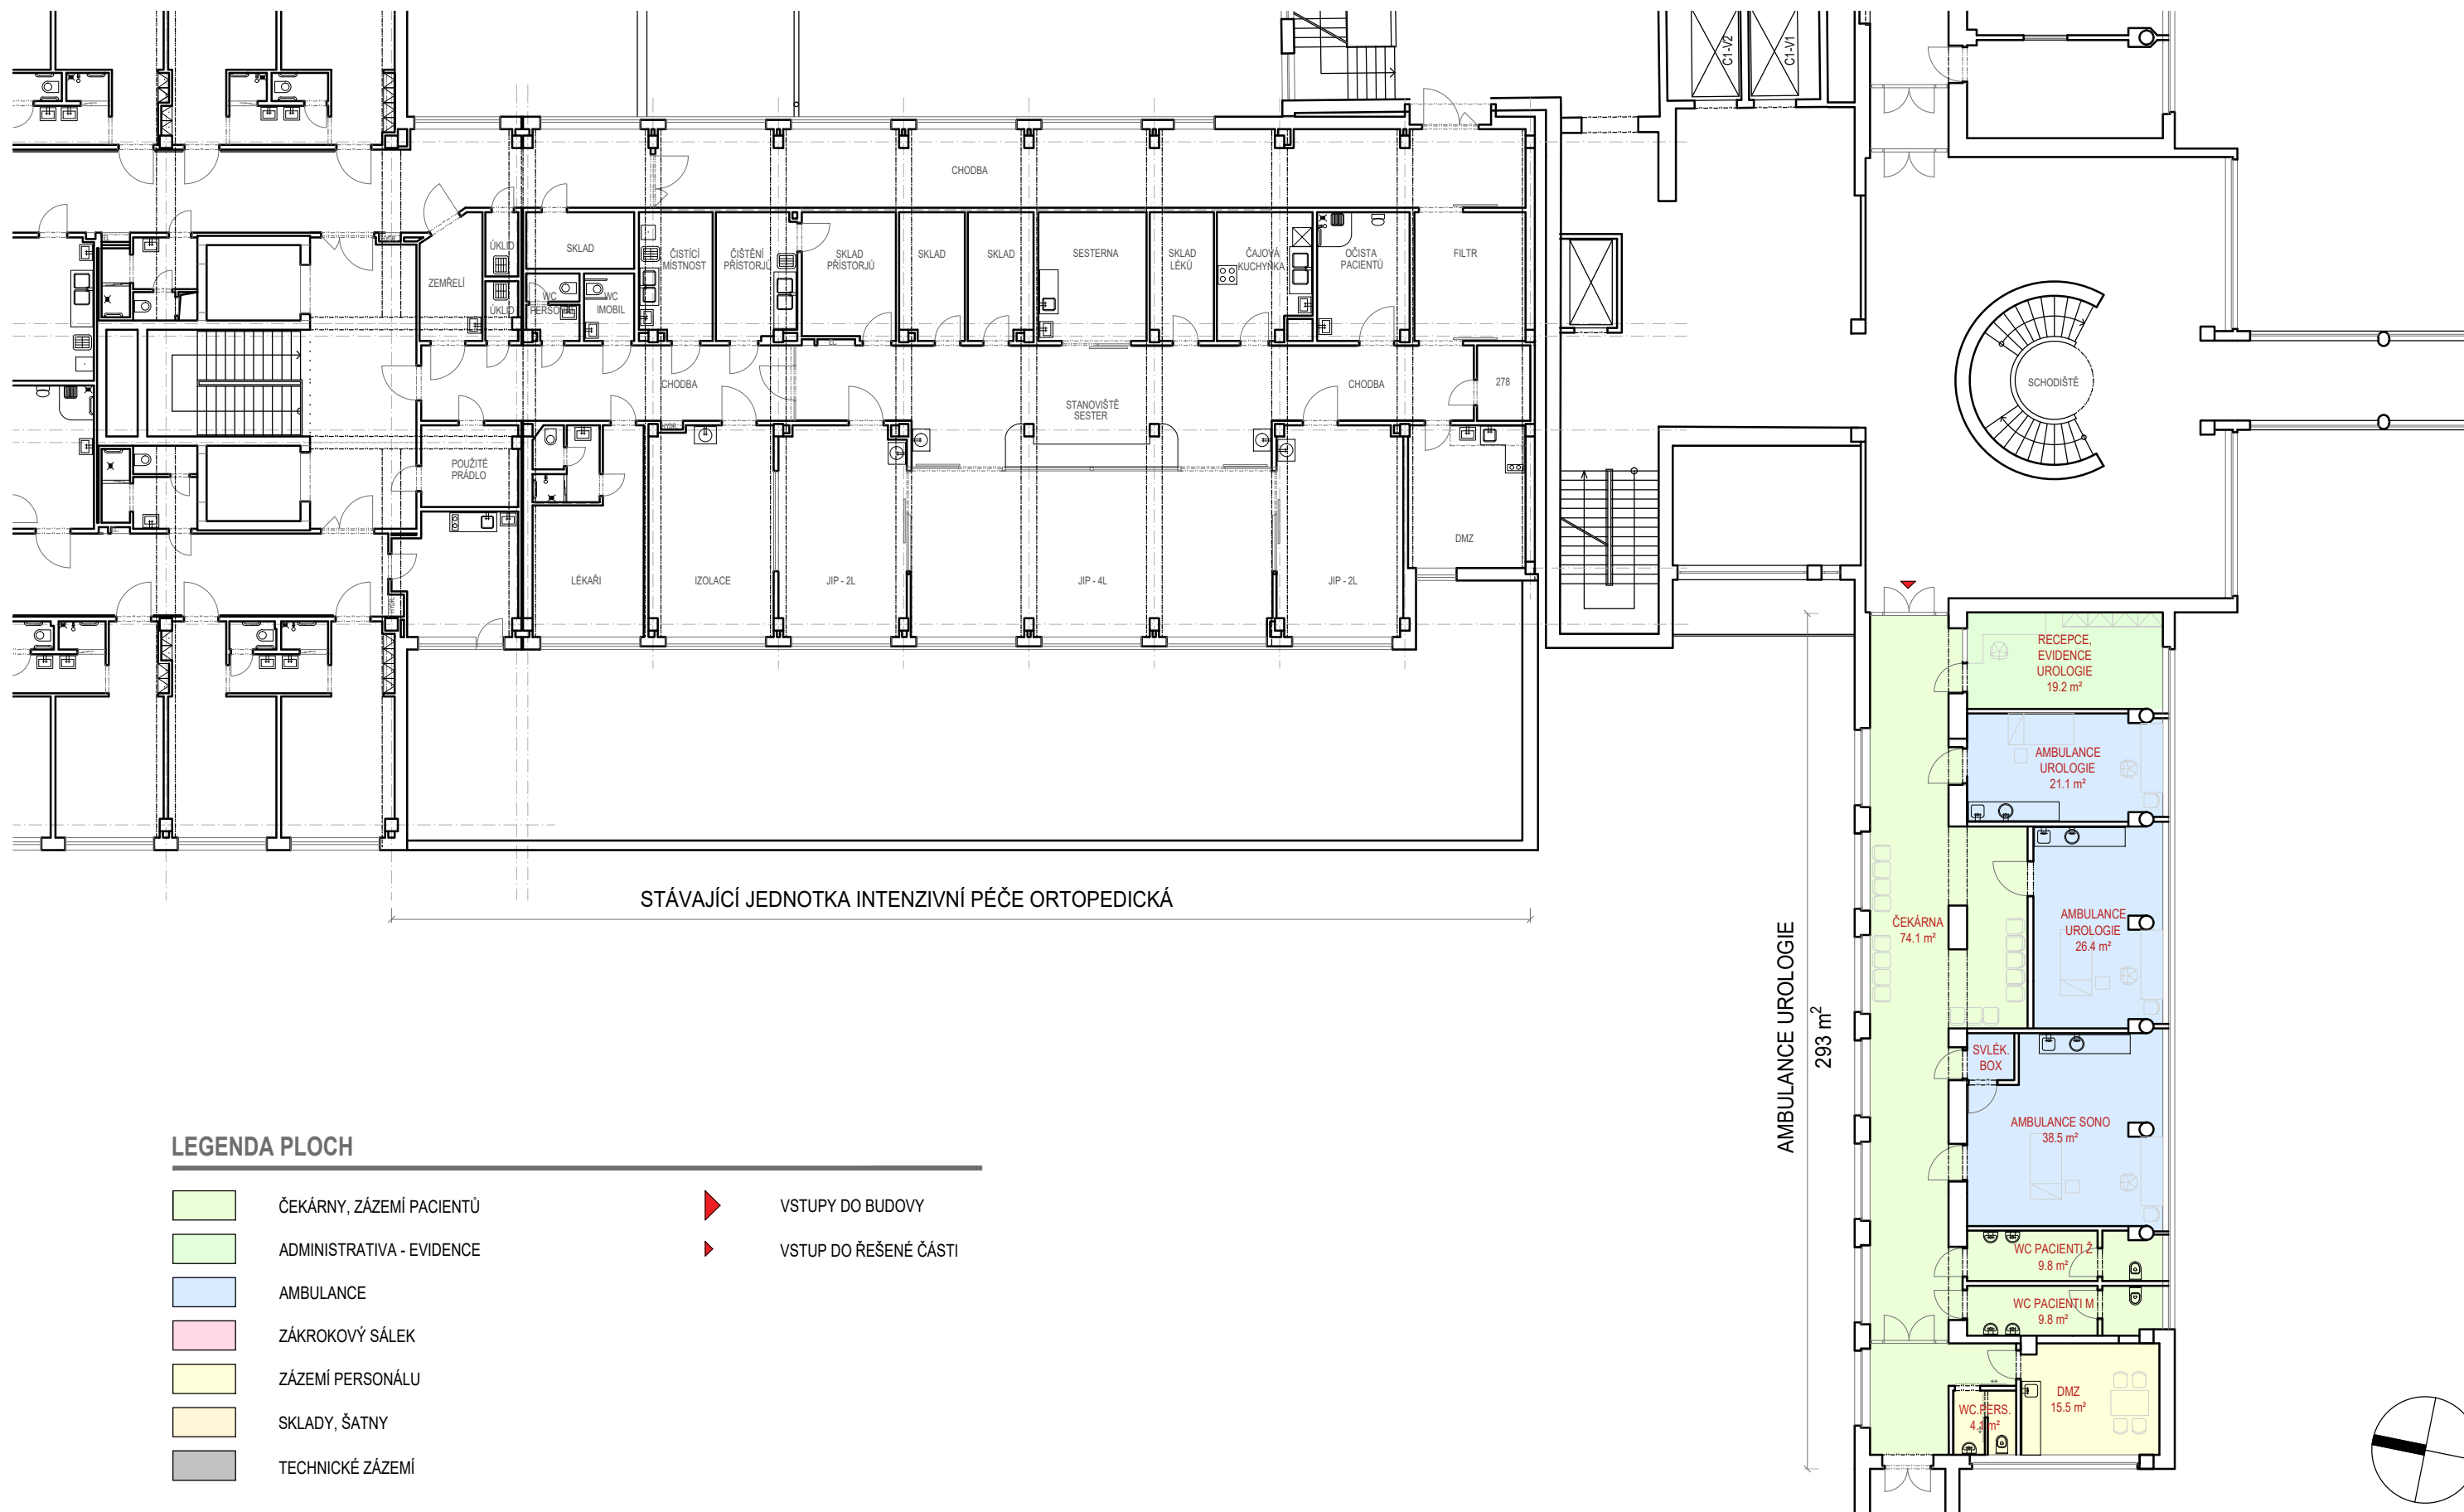 C1-V2
C1-V1
CHODBA
ÚKLID
SKLAD
ČISTÍCÍ
MÍSTNOST
ČIŠTĚNÍ
PŘÍSTORJŮ
SKLAD
PŘÍSTORJŮ
SKLAD
SKLAD
SESTERNA
SKLAD
LÉKŮ
ČAJOVÁ
KUCHYŇKA
OČISTA
PACIENTŮ
FILTR
ZEMŘELÍ
ÚKLID
WC
WC
IMOBIL
CHODBA
STANOVIŠTĚ
SESTER
CHODBA
278
SCHODIŠTĚ
POUŽITÉ
PRÁDLO
LÉKAŘI
IZOLACE
JIP - 2L
JIP - 4L
JIP - 2L
DMZ
STÁVAJÍCÍ JEDNOTKA INTENZIVNÍ PÉČE ORTOPEDICKÁ
RECEPCE,
EVIDENCE
UROLOGIE
19.2 m²
AMBULANCE
UROLOGIE
21.1 m²
ČEKÁRNA
74.1 m²
AMBULANCE
UROLOGIE
26.4 m²
AMBULANCE UROLOGIE
293 m²
SVLÉK.
BOX
AMBULANCE SONO
38.5 m²
WC PACIENTI Ž
9.8 m²
WC PACIENTI M
9.8 m²
WC.PERS.
DMZ
15.5 m²
LEGENDA PLOCH
ČEKÁRNY, ZÁZEMÍ PACIENTŮ
ADMINISTRATIVA - EVIDENCE
AMBULANCE
ZÁKROKOVÝ SÁLEK
ZÁZEMÍ PERSONÁLU
SKLADY, ŠATNY
TECHNICKÉ ZÁZEMÍ
VSTUPY DO BUDOVY
VSTUP DO ŘEŠENÉ ČÁSTI